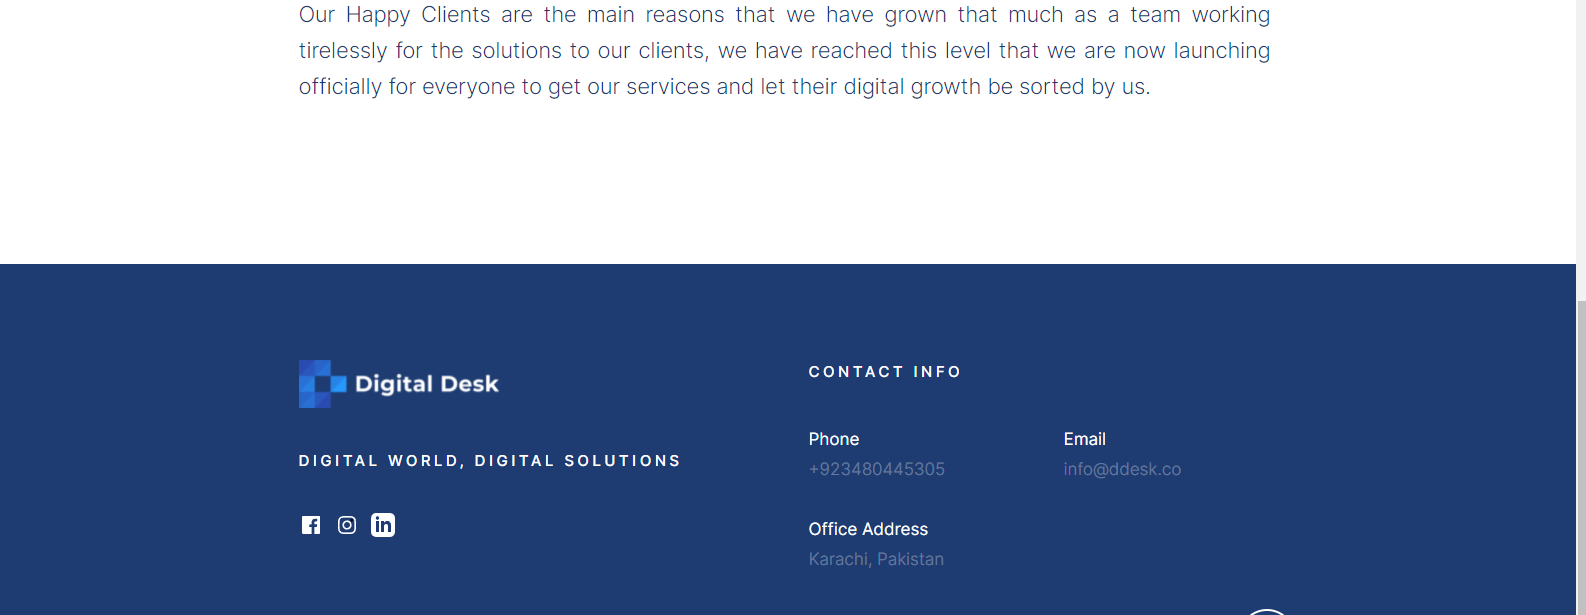 Our Happy Clients are the main reasons that we have grown that much as a team working
tirelessly for the solutions to our clients, we have reached this level that we are now launching
officially for everyone to get our services and let their digital growth be sorted by us.
Digital Desk
DIGITAL WORLD, DIGITAL SOLUTIONS
CONTACT INFO
Phone
+923480445305
Email
info@ddesk.co
Office Address
Karachi, Pakistan